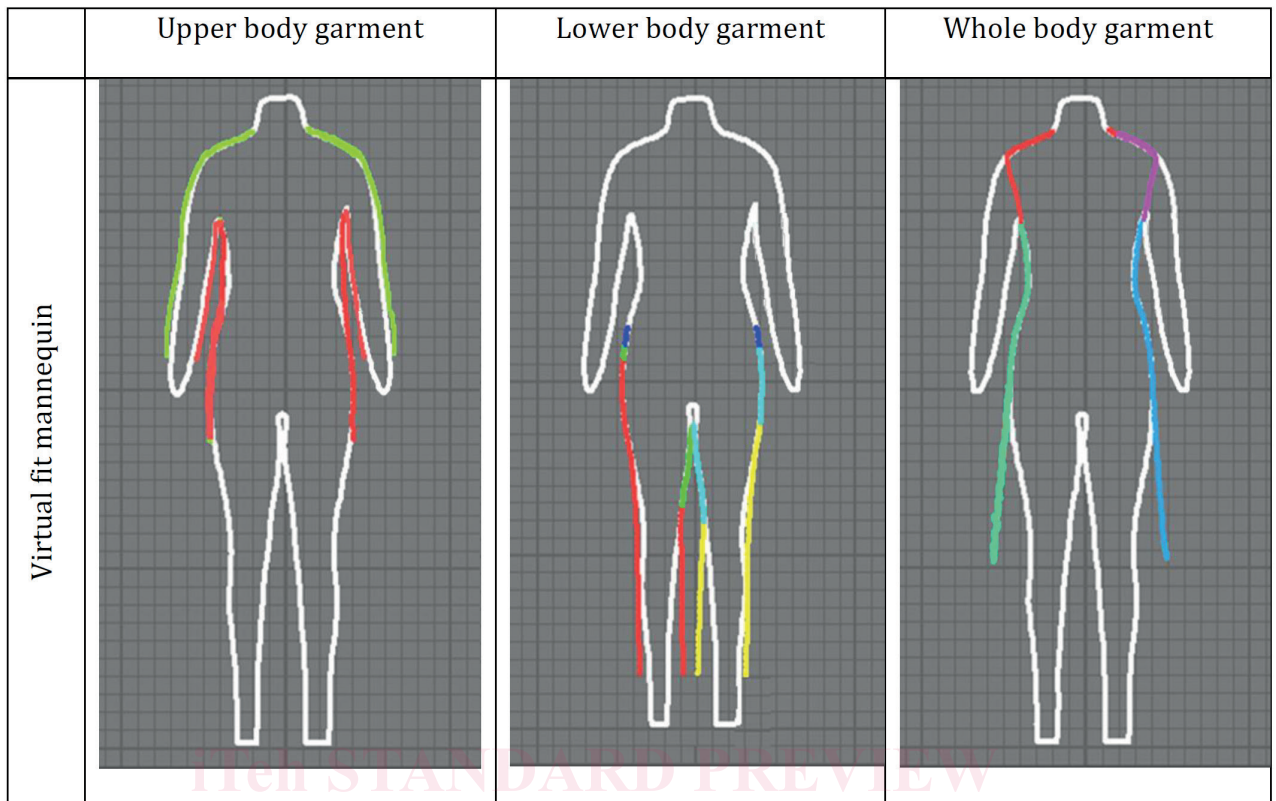 Upper body garment
Lower body garment
Whole body garment
Virtual fit mannequin
iTeh STANDARD PREVIEW